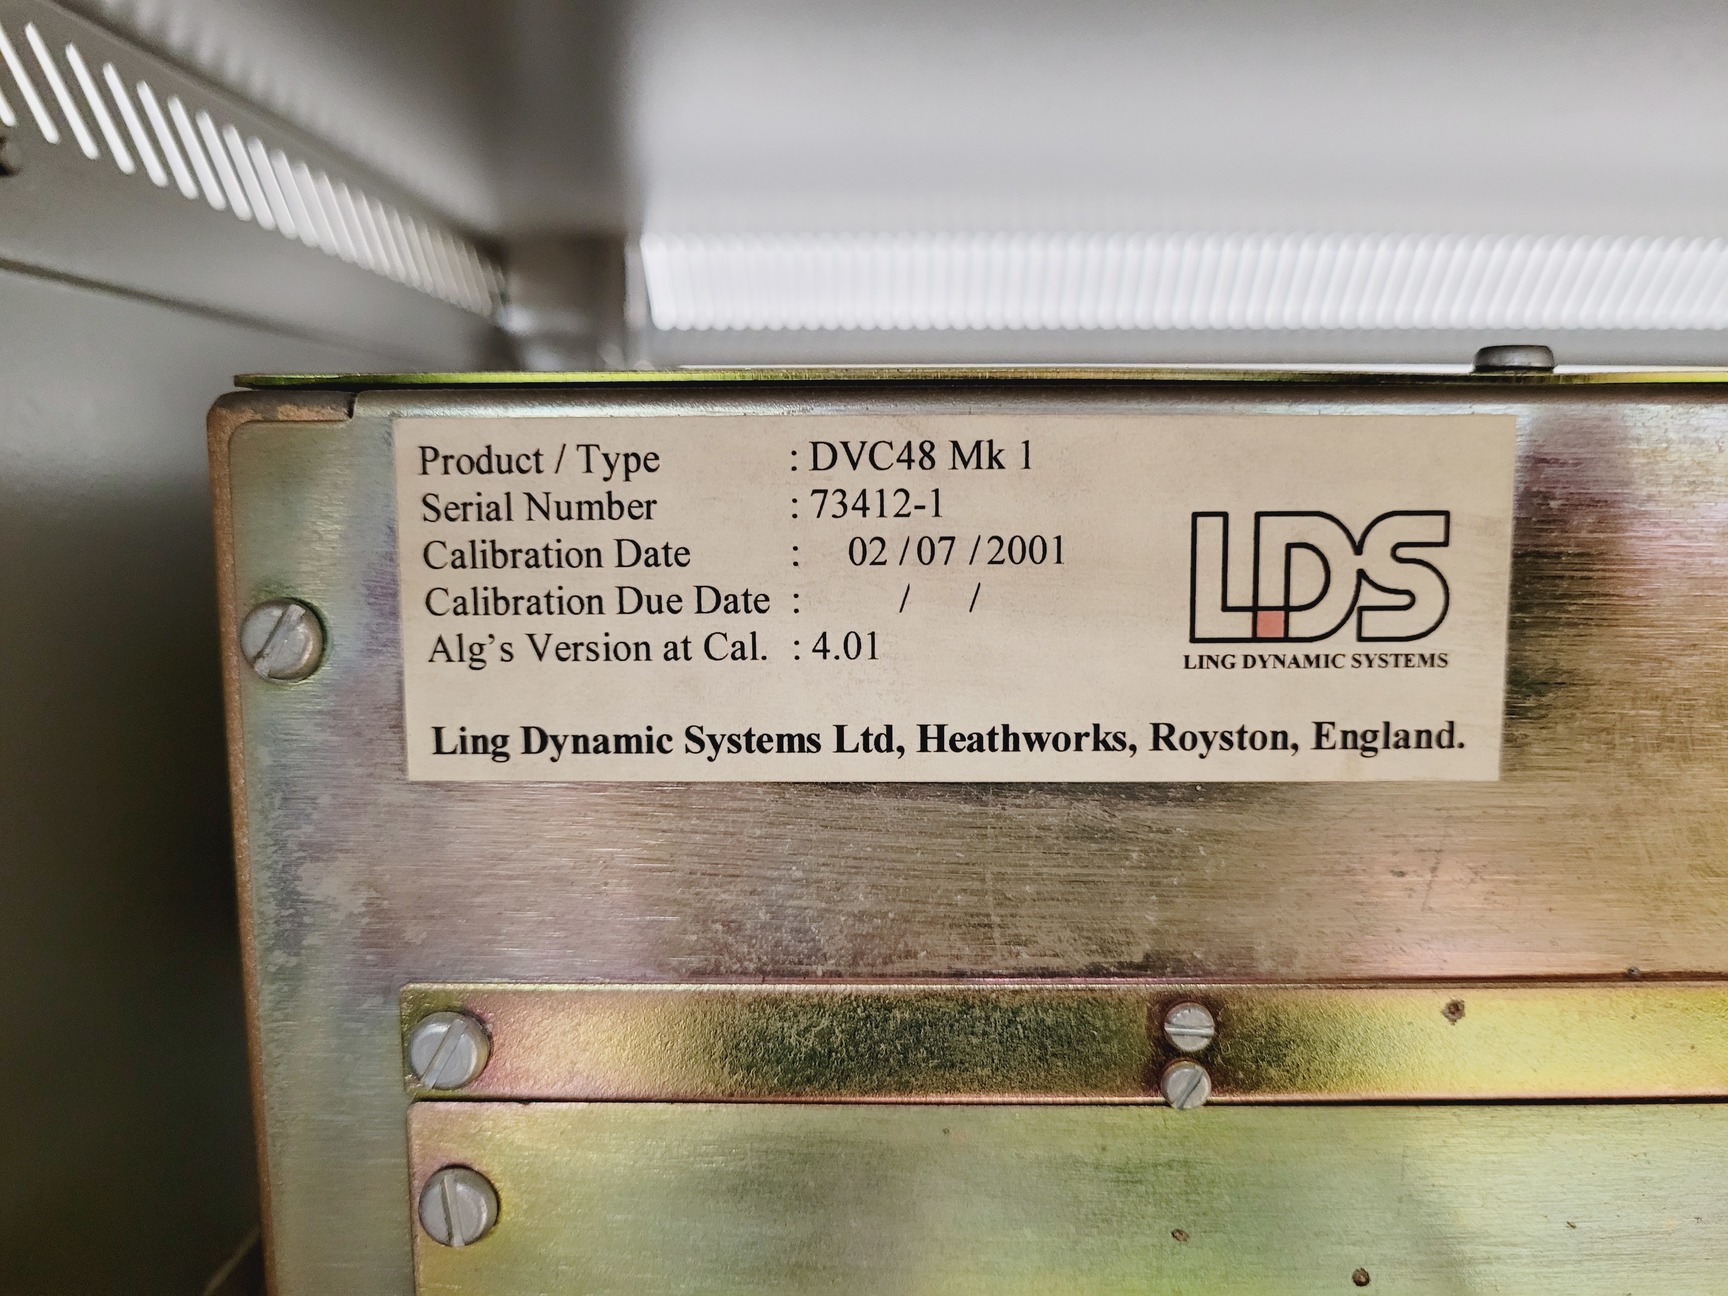 Product / Type : DVC48 Mk 1
Serial Number : 73412-1
Calibration Date : 02 / 07 / 2001
Calibration Due Date : / /
Alg's Version at Cal. : 4.01
LDS
LING DYNAMIC SYSTEMS
Ling Dynamic Systems Ltd, Heathworks, Royston, England.